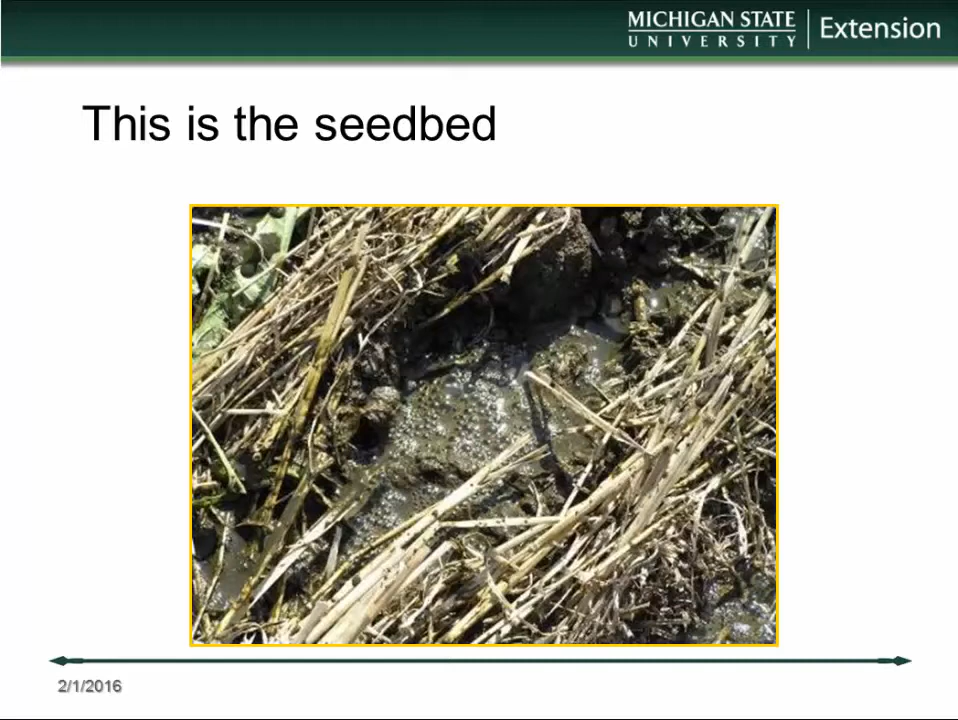 MICHIGAN STATE
UNIVERSITY
Extension
This is the seedbed
2/1/2016